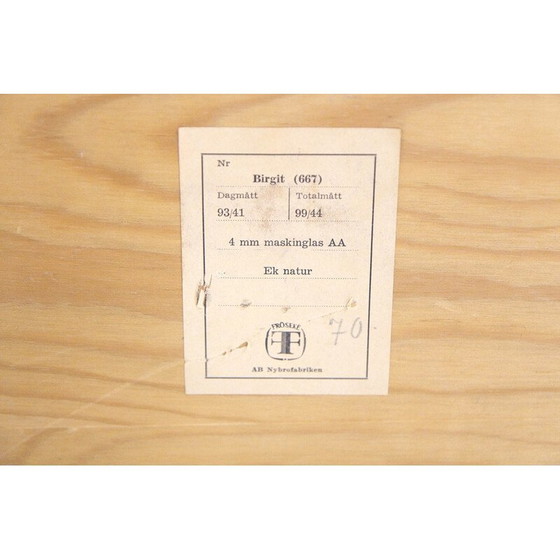 Nr
Birgit (667)
Dagmått Totalmått
93/41 99/44
4 mm maskinglas AA
Ek natur
70
FRÖSEKE
F
AB Nybrofabriken